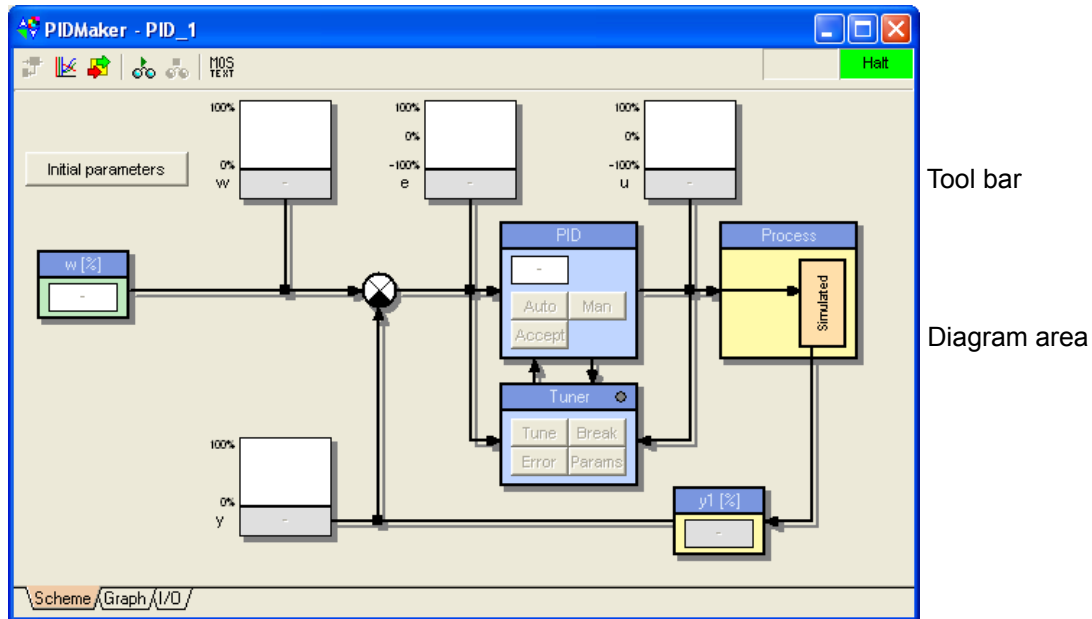 PIDMaker - PID_1
MOS
TEXT
Halt
Initial parameters
100%
0%
w
-
100%
0%
-100%
e
-
100%
0%
-100%
u
-
Tool bar
w [%]
-
PID
-
Auto Man
Accept
Process
Simulated
Diagram area
Tuner
Tune Break
Error Params
100%
0%
y
-
y1 [%]
-
Scheme Graph I/O